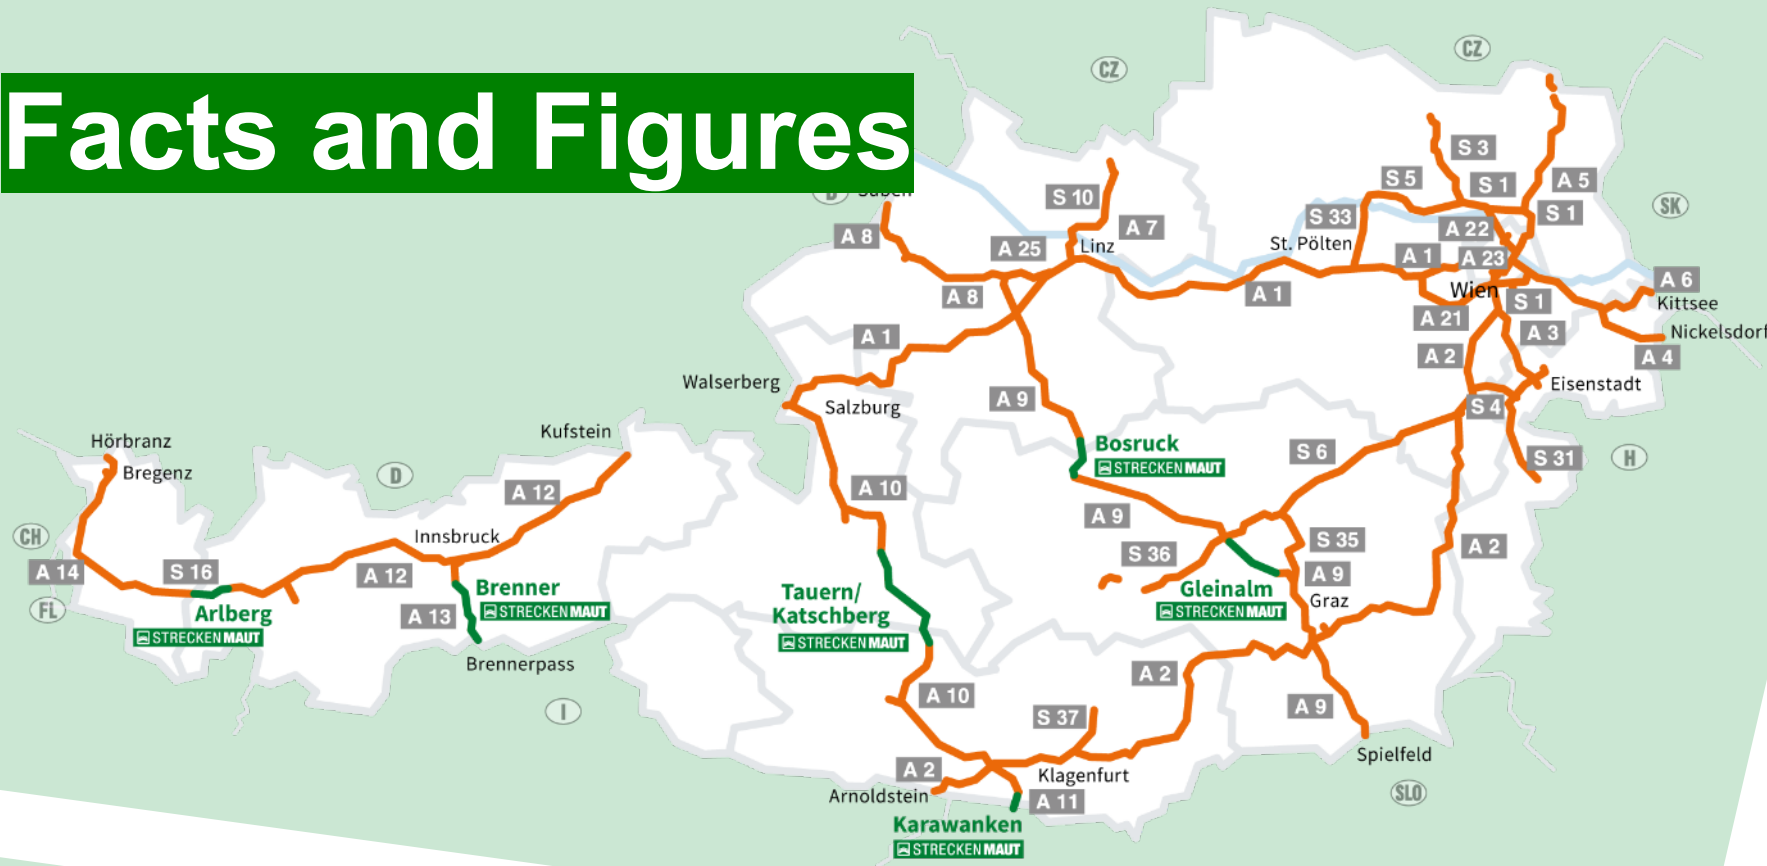 Facts and Figures
CZ
CZ
S 3
S 5
S 1
A 5
S 10
S 33
S 1
SK
A 7
A 22
A 8
A 25
Linz
St. Pölten
A 1
A 23
A 6
A 8
A 1
Wien
S 1
Kittsee
A 21
A 3
Nickelsdorf
A 1
A 2
A 4
Walserberg
Eisenstadt
Salzburg
A 9
S 4
Kufstein
Hörbranz
Bosruck
STRECKENMAUT
S 6
H
S 31
Bregenz
D
A 12
A 10
A 9
CH
Innsbruck
S 36
S 35
A 2
A 14
S 16
A 12
A 9
Brenner
STRECKENMAUT
Tauern/
Katschberg
STRECKENMAUT
Gleinalm
STRECKENMAUT
Graz
FL
Arlberg
STRECKENMAUT
A 13
Brennerpass
A 2
A 10
I
S 37
A 9
Spielfeld
A 2
Klagenfurt
Arnoldstein
A 11
SLO
Karawanken
STRECKENMAUT